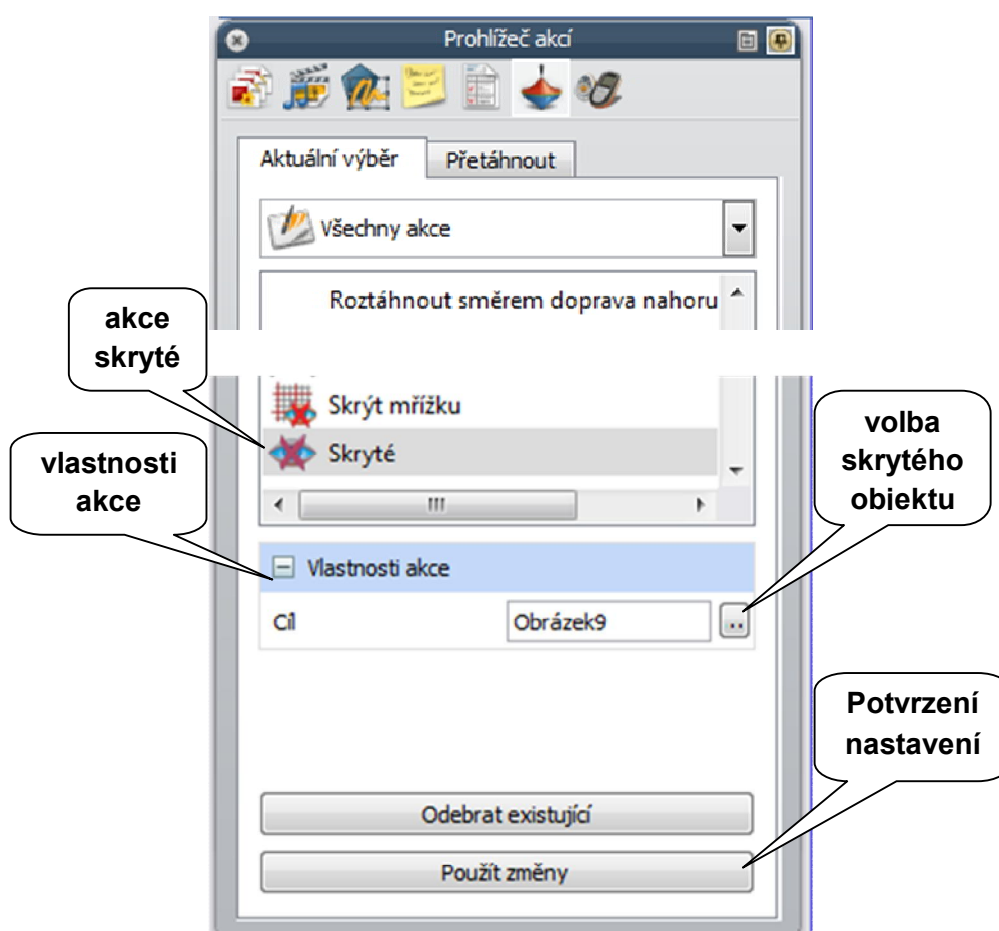 Prohlížeč akcí
Aktuální výběr
Přetáhnout
Všechny akce
Roztáhnout směrem doprava nahoru
akce
skryté
Skrýt mřížku
Skryté
vlastnosti
akce
volba
skrytého
obiektu
Vlastnosti akce
Cíl
Obrázek9
..
Potvrzení
nastavení
Odebrat existující
Použít změny